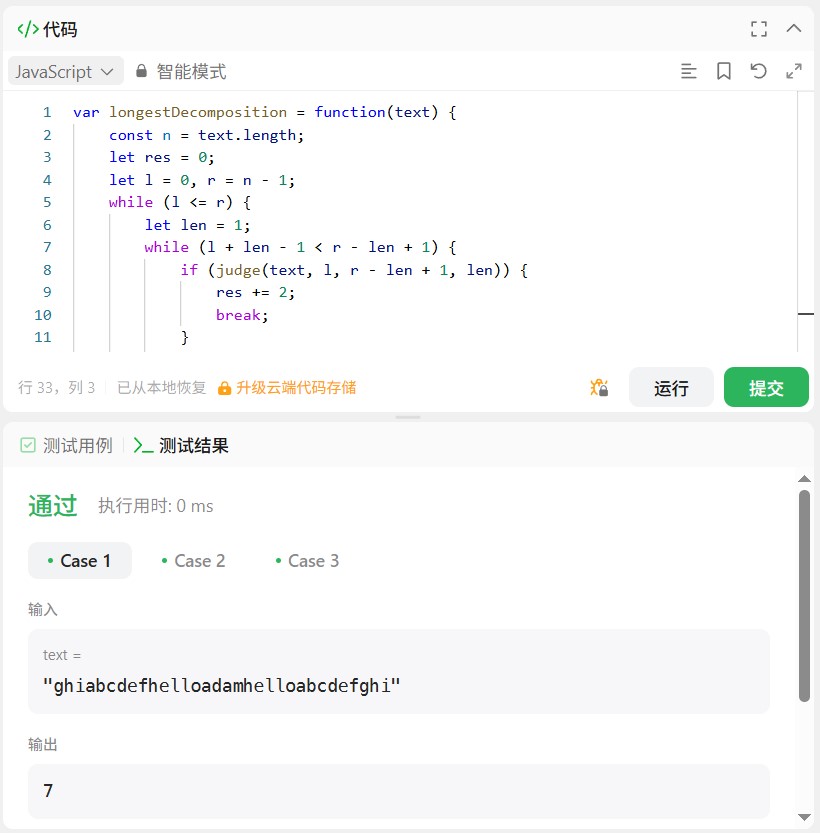 </> 代码
JavaScript 智能模式
1 var longestDecomposition = function(text) {
2     const n = text.length;
3     let res = 0;
4     let l = 0, r = n - 1;
5     while (l <= r) {
6         let len = 1;
7         while (l + len - 1 < r - len + 1) {
8             if (judge(text, l, r - len + 1, len)) {
9                 res += 2;
10                 break;
11             }
行 33, 列 3 已从本地恢复 升级云端代码存储 运行 提交
测试用例 >_ 测试结果
通过 执行用时: 0 ms
• Case 1 • Case 2 • Case 3
输入
text =
"ghiabcdefhelloadamhelloabcdefghi"
输出
7